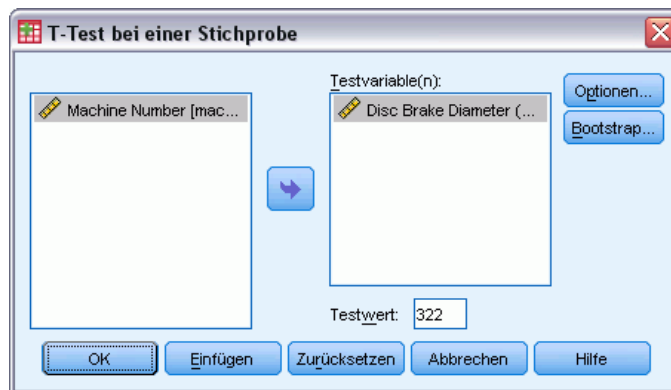 T-Test bei einer Stichprobe
Testvariable(n):
Machine Number [mac...
Disc Brake Diameter (...
Optionen...
Bootstrap...
Testwert: 322
OK Einfügen Zurücksetzen Abbrechen Hilfe